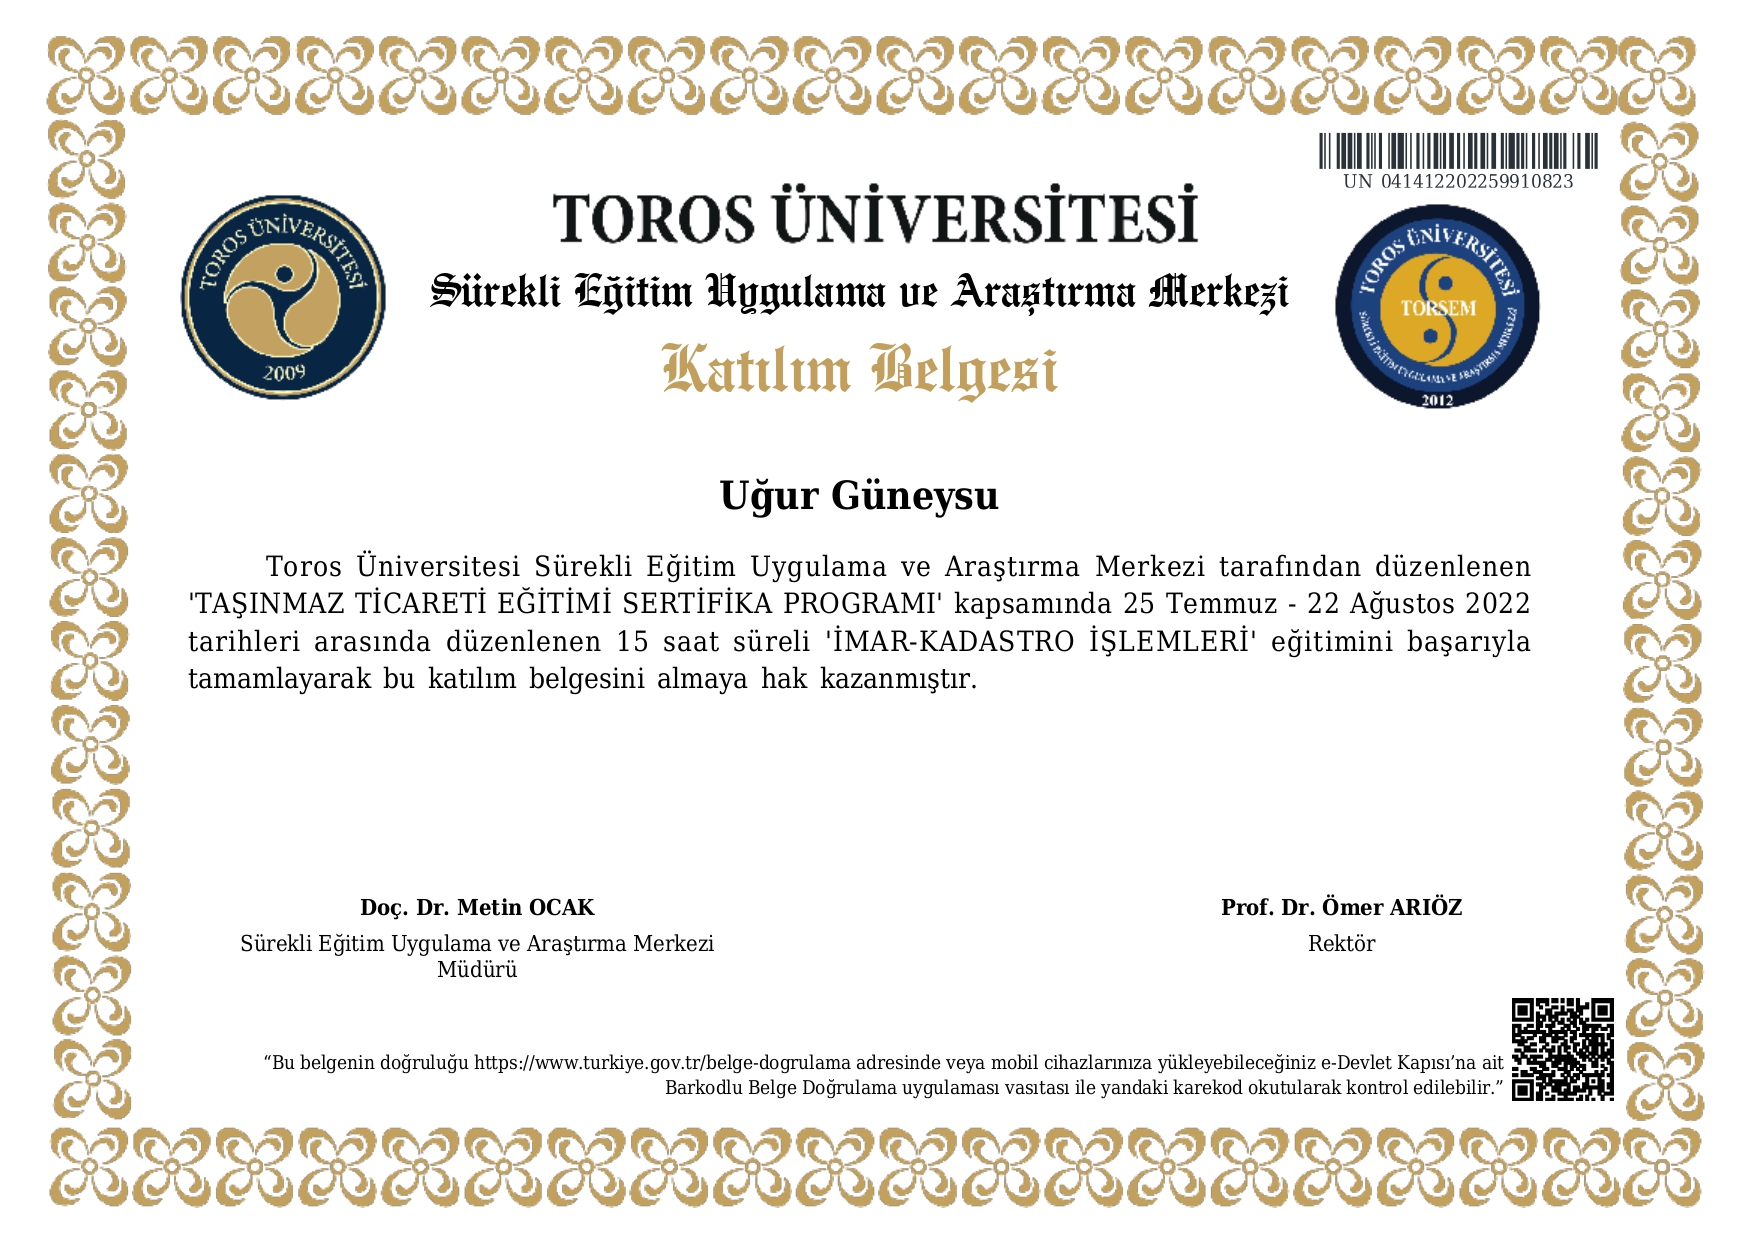 UN 041412202259910823
TOROS ÜNİVERSİTESİ
Sürekli Eğitim Uygulama ve Araştırma Merkezi
Katılım Belgesi
TOROS ÜNİVERSİTESİ
2009
TOROS ÜNİVERSİTESİ
TORSEM
SÜREKLİ EĞİTİM UYGULAMA VE ARAŞTIRMA MERKEZİ
2012
Uğur Güneysu
Toros Üniversitesi Sürekli Eğitim Uygulama ve Araştırma Merkezi tarafından düzenlenen
'TAŞINMAZ TİCARETİ EĞİTİMİ SERTİFİKA PROGRAMI' kapsamında 25 Temmuz - 22 Ağustos 2022
tarihleri arasında düzenlenen 15 saat süreli 'İMAR-KADASTRO İŞLEMLERİ' eğitimini başarıyla
tamamlayarak bu katılım belgesini almaya hak kazanmıştır.
Doç. Dr. Metin OCAK
Sürekli Eğitim Uygulama ve Araştırma Merkezi
Müdürü
Prof. Dr. Ömer ARIÖZ
Rektör
“Bu belgenin doğruluğu https://www.turkiye.gov.tr/belge-dogrulama adresinde veya mobil cihazlarınıza yükleyebileceğiniz e-Devlet Kapısı’na ait
Barkodlu Belge Doğrulama uygulaması vasıtası ile yandaki karekod okutularak kontrol edilebilir.”